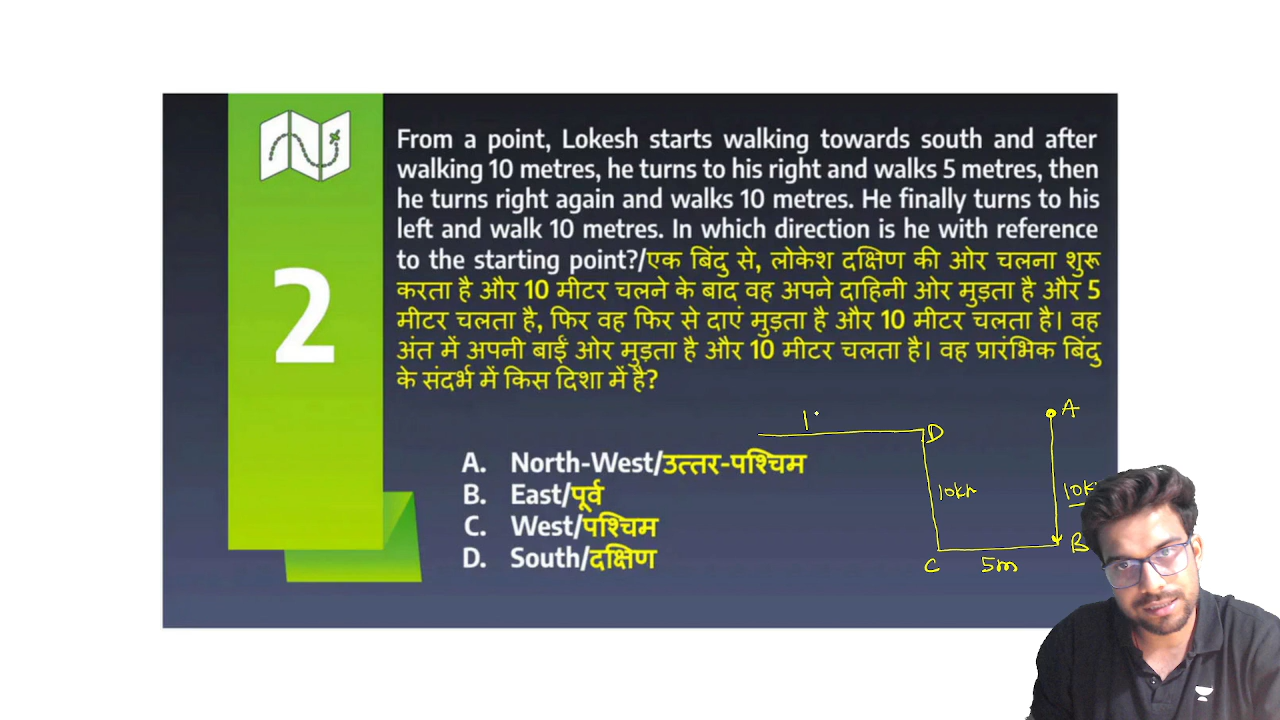 From a point, Lokesh starts walking towards south and after
walking 10 metres, he turns to his right and walks 5 metres, then
he turns right again and walks 10 metres. He finally turns to his
left and walk 10 metres. In which direction is he with reference
to the starting point?/एक बिंदु से, लोकेश दक्षिण की ओर चलना शुरू
करता है और 10 मीटर चलने के बाद वह अपने दाहिनी ओर मुड़ता है और 5
मीटर चलता है, फिर वह फिर से दाएं मुड़ता है और 10 मीटर चलता है। वह
अंत में अपनी बाईं ओर मुड़ता है और 10 मीटर चलता है। वह प्रारंभिक बिंदु
के संदर्भ में किस दिशा में है?
2
A. North-West/उत्तर-पश्चिम
B. East/पूर्व
C. West/पश्चिम
D. South/दक्षिण
A
D
10km
B
C
5m